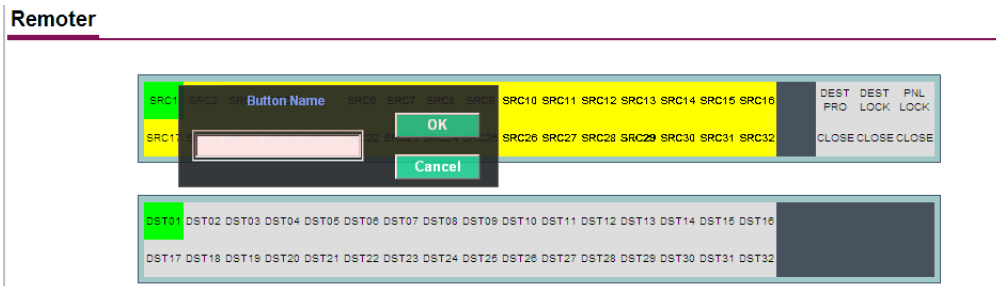 Remoter
SRC1 SRC2 Button Name SRC6 SRC7 SRC8 SRC9 SRC10 SRC11 SRC12 SRC13 SRC14 SRC15 SRC16 DEST PRO DEST LOCK PNL LOCK
OK
SRC17 SRC26 SRC27 SRC28 SRC29 SRC30 SRC31 SRC32 CLOSE CLOSE CLOSE
Cancel
DST01 DST02 DST03 DST04 DST05 DST06 DST07 DST08 DST09 DST10 DST11 DST12 DST13 DST14 DST15 DST16
DST17 DST18 DST19 DST20 DST21 DST22 DST23 DST24 DST25 DST26 DST27 DST28 DST29 DST30 DST31 DST32